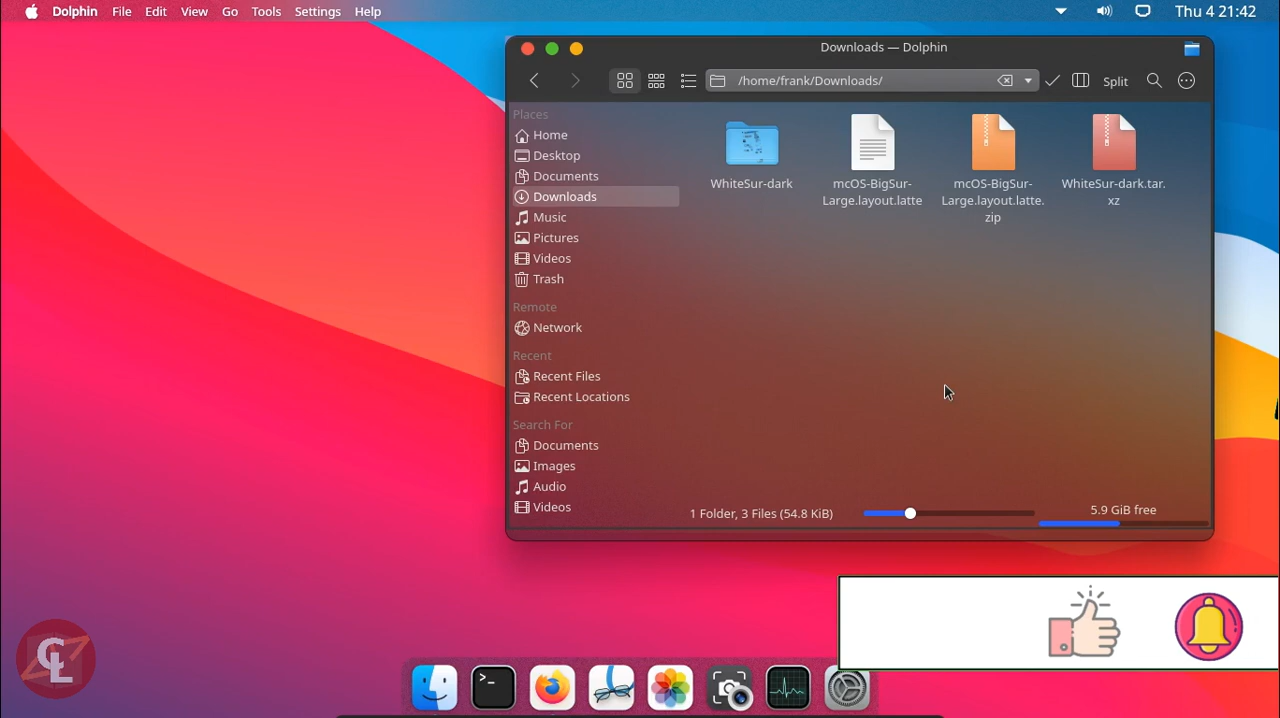 Dolphin File Edit View Go Tools Settings Help Thu 4 21:42
Downloads — Dolphin
/home/frank/Downloads/ Split
Places
Home
Desktop
Documents
Downloads
Music
Pictures
Videos
Trash
Remote
Network
Recent
Recent Files
Recent Locations
Search For
Documents
Images
Audio
Videos
WhiteSur-dark
mcOS-BigSur-
Large.layout.latte
mcOS-BigSur-
Large.layout.latte.
zip
WhiteSur-dark.tar.
xz
1 Folder, 3 Files (54.8 KiB) 5.9 GiB free
CL
>_